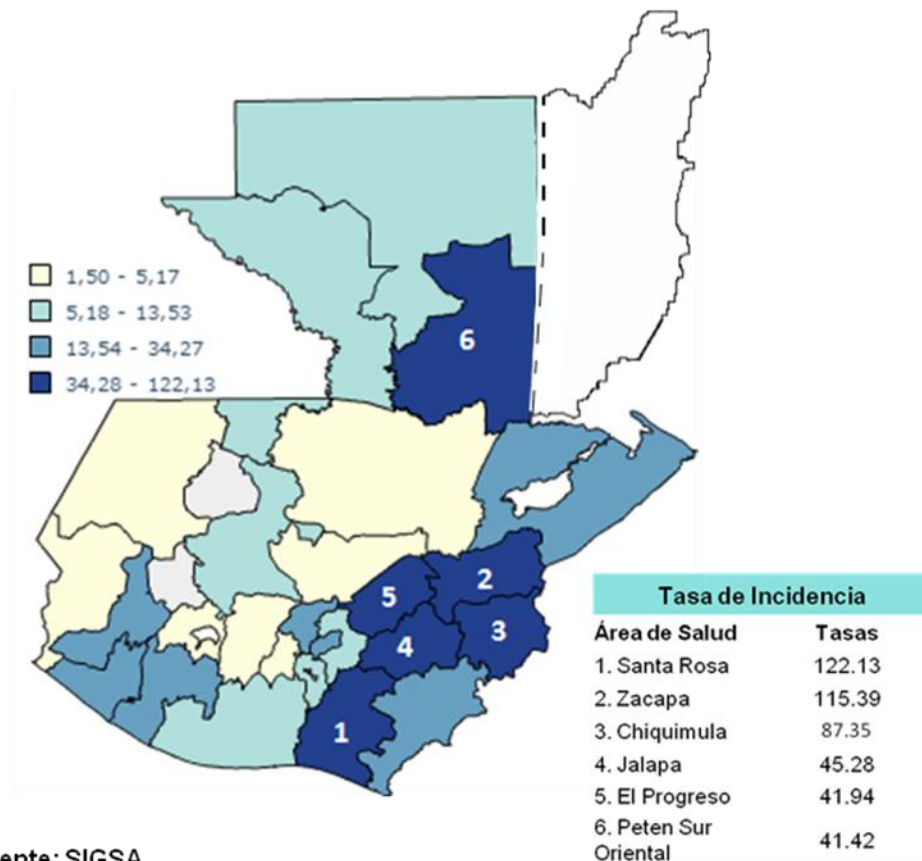 1,50 - 5,17
5,18 - 13,53
13,54 - 34,27
34,28 - 122,13
6
5
2
4
3
1
Tasa de Incidencia
Área de Salud Tasas
1. Santa Rosa 122.13
2. Zacapa 115.39
3. Chiquimula 87.35
4. Jalapa 45.28
5. El Progreso 41.94
6. Peten Sur
Oriental 41.42
ente: SIGSA